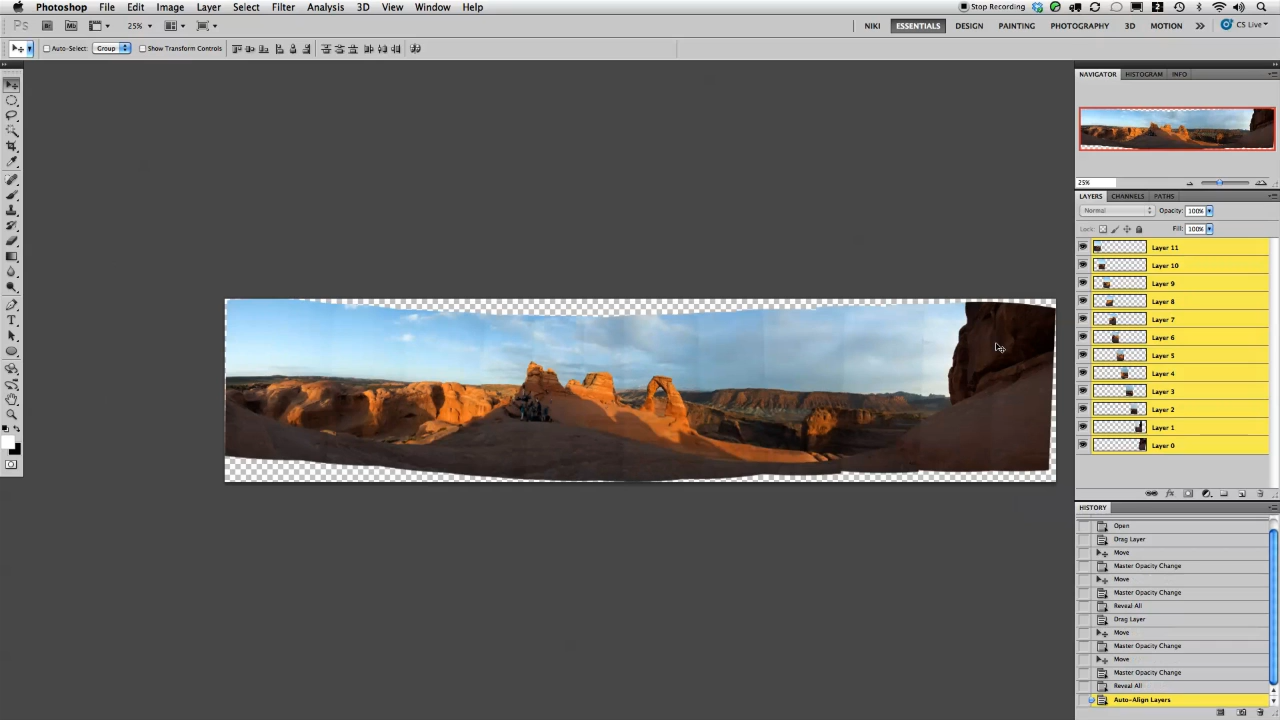 Photoshop File Edit Image Layer Select Filter Analysis 3D View Window Help Stop Recording 2
Ps Br Mb 25% NIKI ESSENTIALS DESIGN PAINTING PHOTOGRAPHY 3D MOTION CS Live
Auto-Select: Group Show Transform Controls
NAVIGATOR HISTOGRAM INFO
25%
LAYERS CHANNELS PATHS
Normal Opacity: 100%
Lock: Fill: 100%
Layer 11
Layer 10
Layer 9
Layer 8
Layer 7
Layer 6
Layer 5
Layer 4
Layer 3
Layer 2
Layer 1
Layer 0
HISTORY
Open
Drag Layer
Move
Master Opacity Change
Move
Master Opacity Change
Reveal All
Drag Layer
Move
Master Opacity Change
Move
Master Opacity Change
Reveal All
Auto-Align Layers